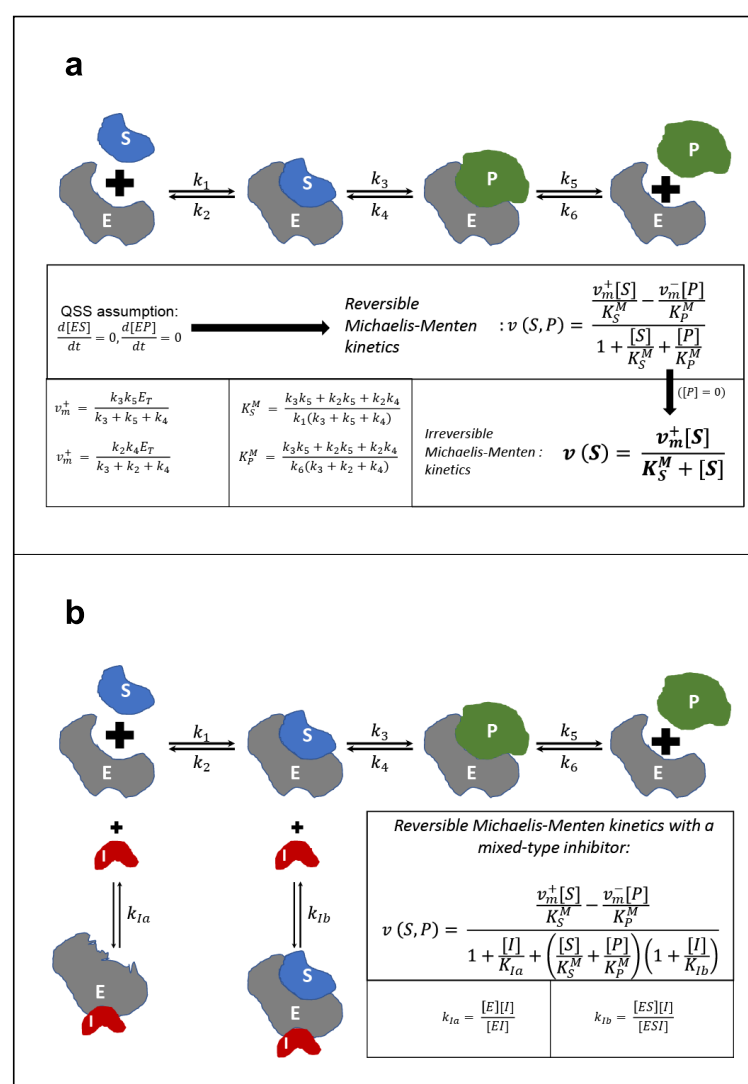 a
S
E
k₁
k₂
S
E
k₃
k₄
P
E
k₅
k₆
P
E
QSS assumption:
d[ES]/dt = 0, d[EP]/dt = 0
Reversible
Michaelis-Menten
kinetics
: v (S, P) = (v_m^+[S]/K_S^M − v_m^-[P]/K_P^M) / (1 + [S]/K_S^M + [P]/K_P^M)
([P] = 0)
v_m^+ = k₃k₅E_T / (k₃ + k₅ + k₄)
K_S^M = (k₃k₅ + k₂k₅ + k₂k₄) / (k₁(k₃ + k₅ + k₄))
v_m^+ = k₂k₄E_T / (k₃ + k₂ + k₄)
K_P^M = (k₃k₅ + k₂k₅ + k₂k₄) / (k₆(k₃ + k₂ + k₄))
Irreversible
Michaelis-Menten :
kinetics
v (S) = v_m^+[S] / (K_S^M + [S])
b
S
E
k₁
k₂
S
E
k₃
k₄
P
E
k₅
k₆
P
E
I
k_Ia
E
I
I
k_Ib
S
E
I
Reversible Michaelis-Menten kinetics with a
mixed-type inhibitor:
v (S, P) = (v_m^+[S]/K_S^M − v_m^-[P]/K_P^M) / (1 + [I]/K_Ia + ([S]/K_S^M + [P]/K_P^M)(1 + [I]/K_Ib))
k_Ia = [E][I]/[EI]
k_Ib = [ES][I]/[ESI]